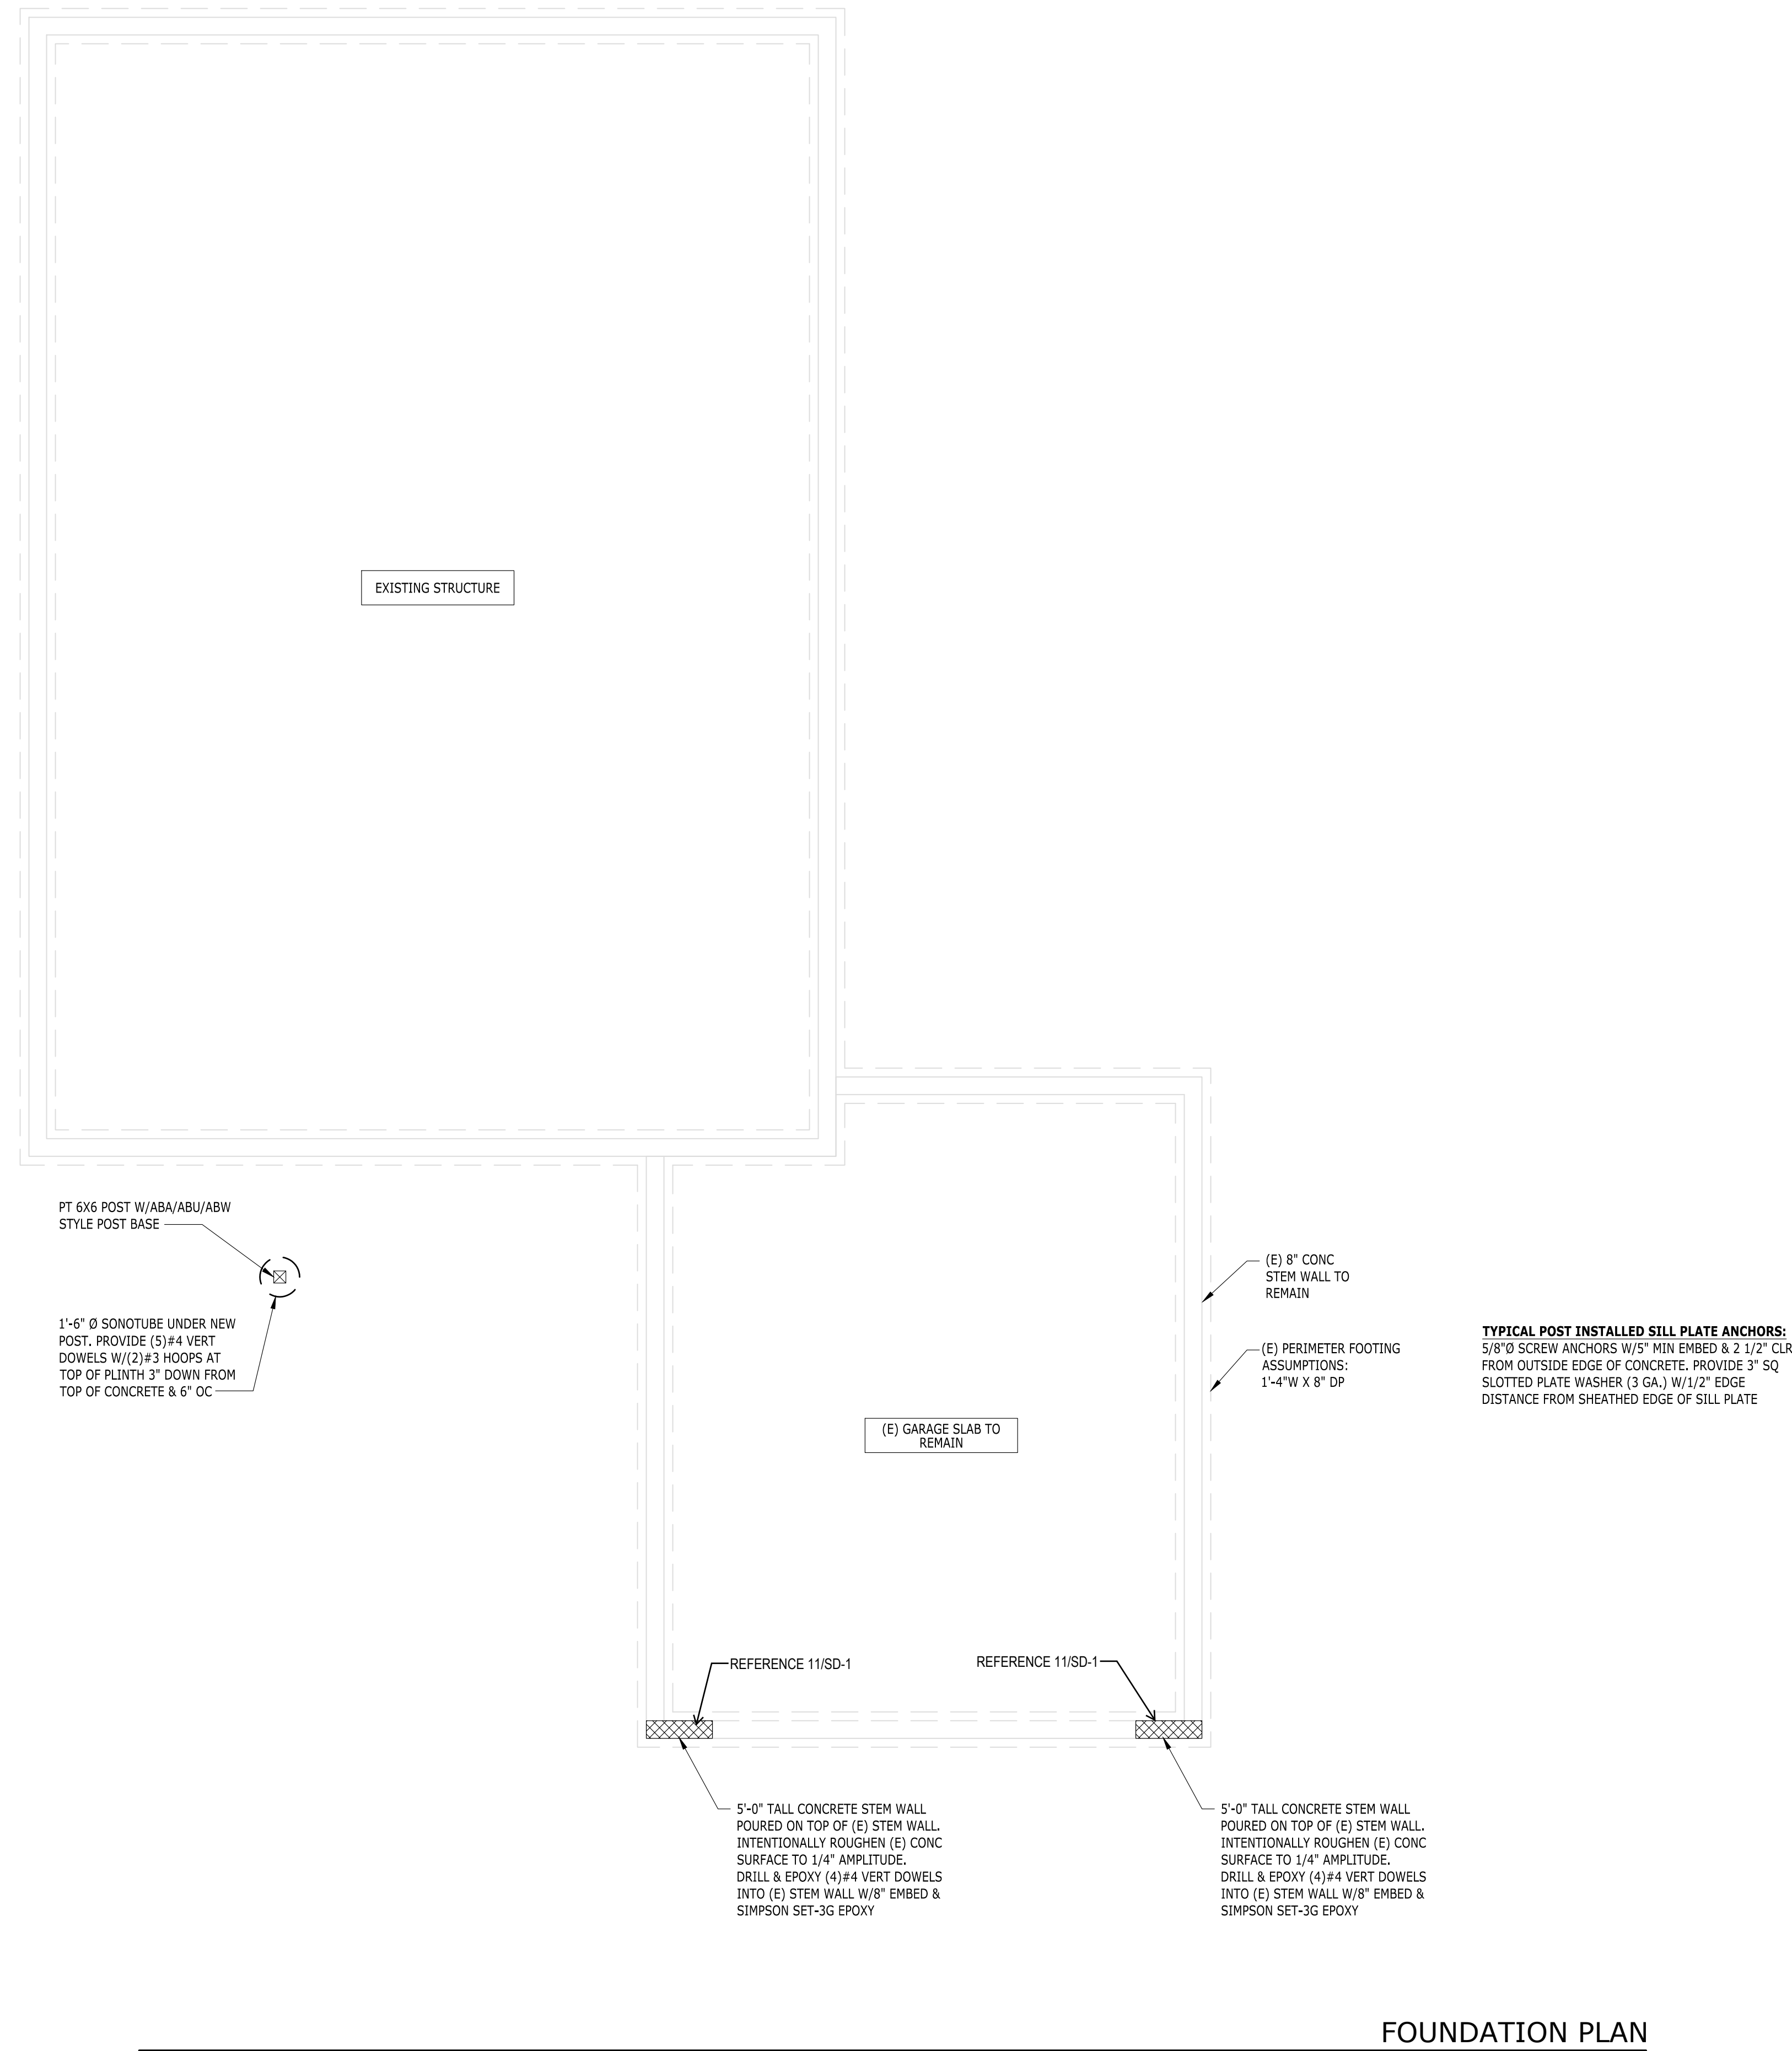 EXISTING STRUCTURE
PT 6X6 POST W/ABA/ABU/ABW
STYLE POST BASE
1'-6" Ø SONOTUBE UNDER NEW
POST. PROVIDE (5)#4 VERT
DOWELS W/(2)#3 HOOPS AT
TOP OF PLINTH 3" DOWN FROM
TOP OF CONCRETE & 6" OC
(E) 8" CONC
STEM WALL TO
REMAIN
(E) PERIMETER FOOTING
ASSUMPTIONS:
1'-4"W X 8" DP
TYPICAL POST INSTALLED SILL PLATE ANCHORS:
5/8"Ø SCREW ANCHORS W/5" MIN EMBED & 2 1/2" CLR
FROM OUTSIDE EDGE OF CONCRETE. PROVIDE 3" SQ
SLOTTED PLATE WASHER (3 GA.) W/1/2" EDGE
DISTANCE FROM SHEATHED EDGE OF SILL PLATE
(E) GARAGE SLAB TO
REMAIN
REFERENCE 11/SD-1
REFERENCE 11/SD-1
5'-0" TALL CONCRETE STEM WALL
POURED ON TOP OF (E) STEM WALL.
INTENTIONALLY ROUGHEN (E) CONC
SURFACE TO 1/4" AMPLITUDE.
DRILL & EPOXY (4)#4 VERT DOWELS
INTO (E) STEM WALL W/8" EMBED &
SIMPSON SET-3G EPOXY
5'-0" TALL CONCRETE STEM WALL
POURED ON TOP OF (E) STEM WALL.
INTENTIONALLY ROUGHEN (E) CONC
SURFACE TO 1/4" AMPLITUDE.
DRILL & EPOXY (4)#4 VERT DOWELS
INTO (E) STEM WALL W/8" EMBED &
SIMPSON SET-3G EPOXY
FOUNDATION PLAN